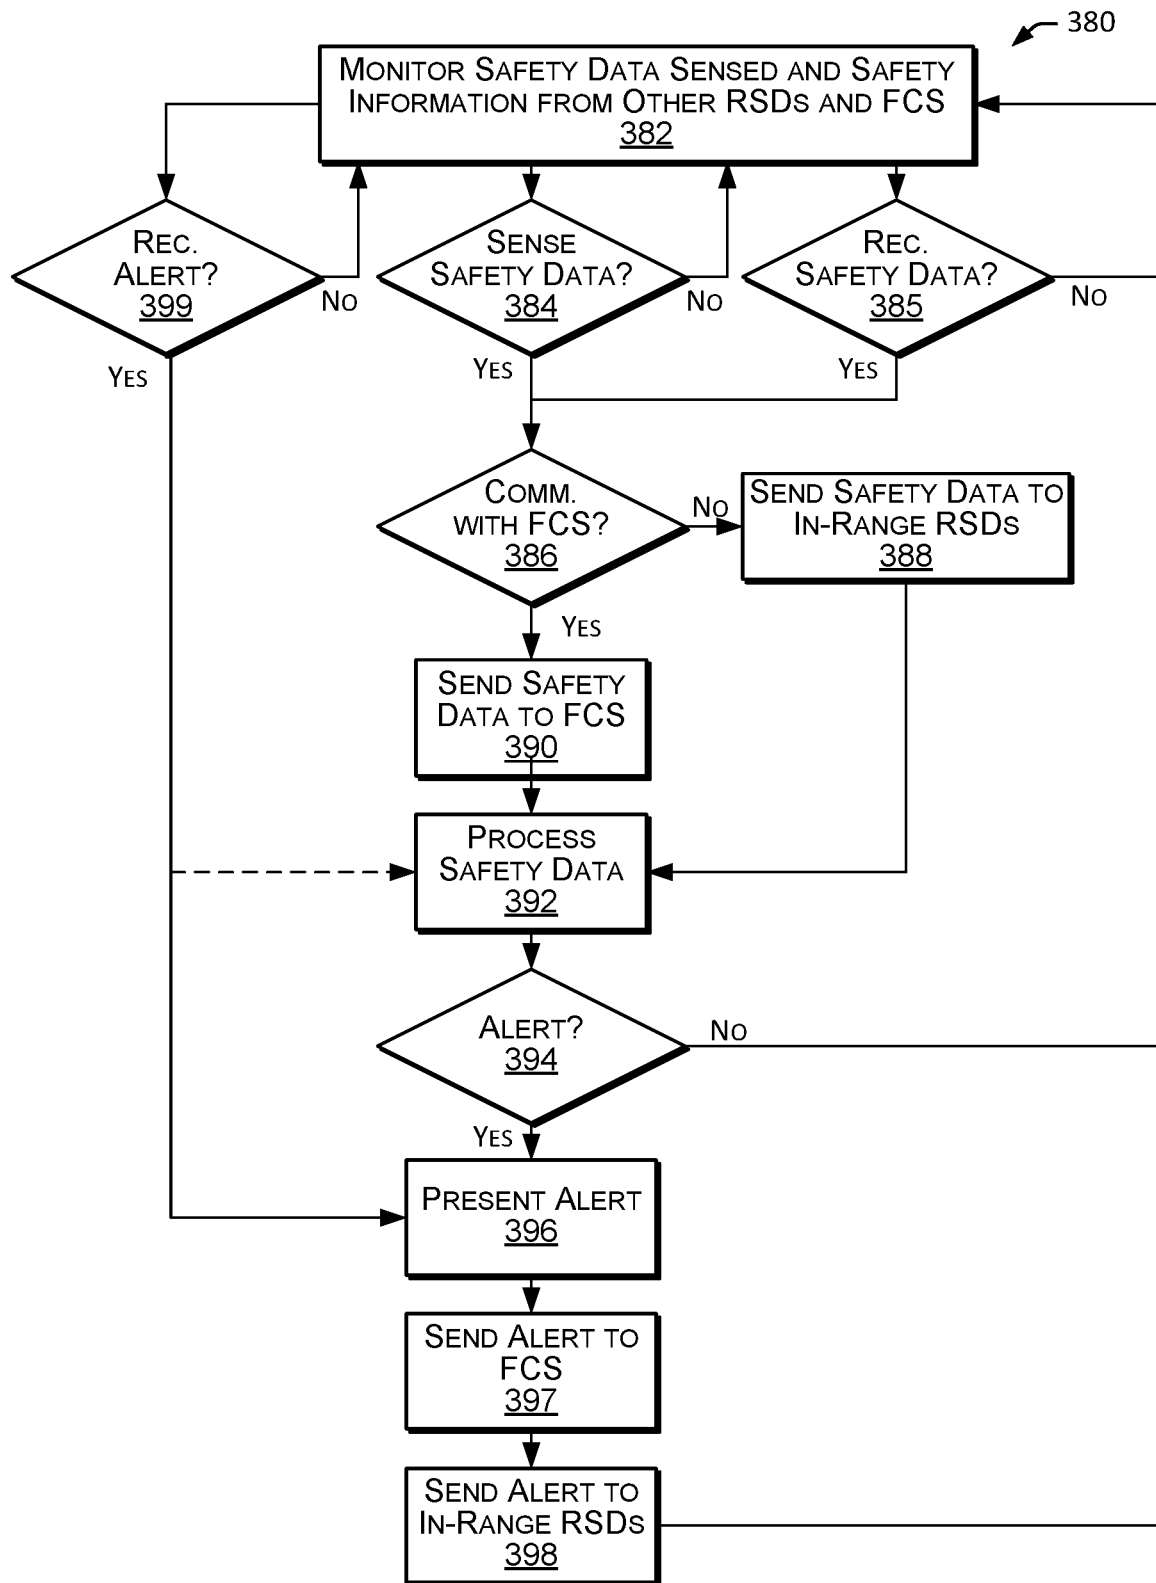 380
MONITOR SAFETY DATA SENSED AND SAFETY
INFORMATION FROM OTHER RSDS AND FCS
382
REC.
ALERT?
399
NO
YES
SENSE
SAFETY DATA?
384
NO
YES
REC.
SAFETY DATA?
385
NO
YES
COMM.
WITH FCS?
386
NO
YES
SEND SAFETY DATA TO
IN-RANGE RSDS
388
SEND SAFETY
DATA TO FCS
390
PROCESS
SAFETY DATA
392
ALERT?
394
NO
YES
PRESENT ALERT
396
SEND ALERT TO
FCS
397
SEND ALERT TO
IN-RANGE RSDS
398